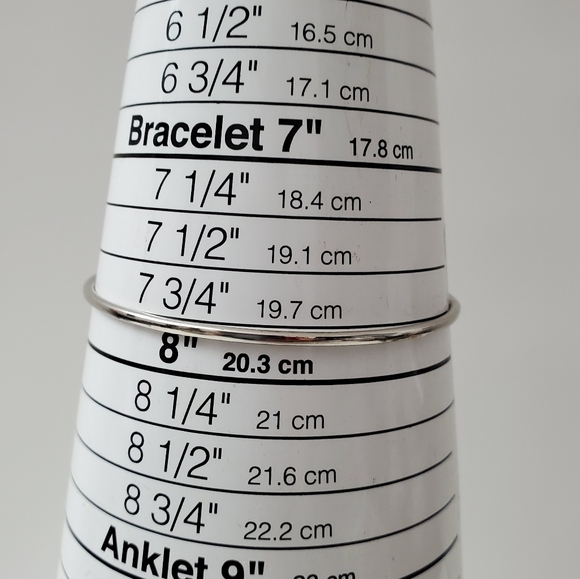 6 1/2" 16.5 cm
6 3/4" 17.1 cm
Bracelet 7" 17.8 cm
7 1/4" 18.4 cm
7 1/2" 19.1 cm
7 3/4" 19.7 cm
8" 20.3 cm
8 1/4" 21 cm
8 1/2" 21.6 cm
8 3/4" 22.2 cm
Anklet 9" cm